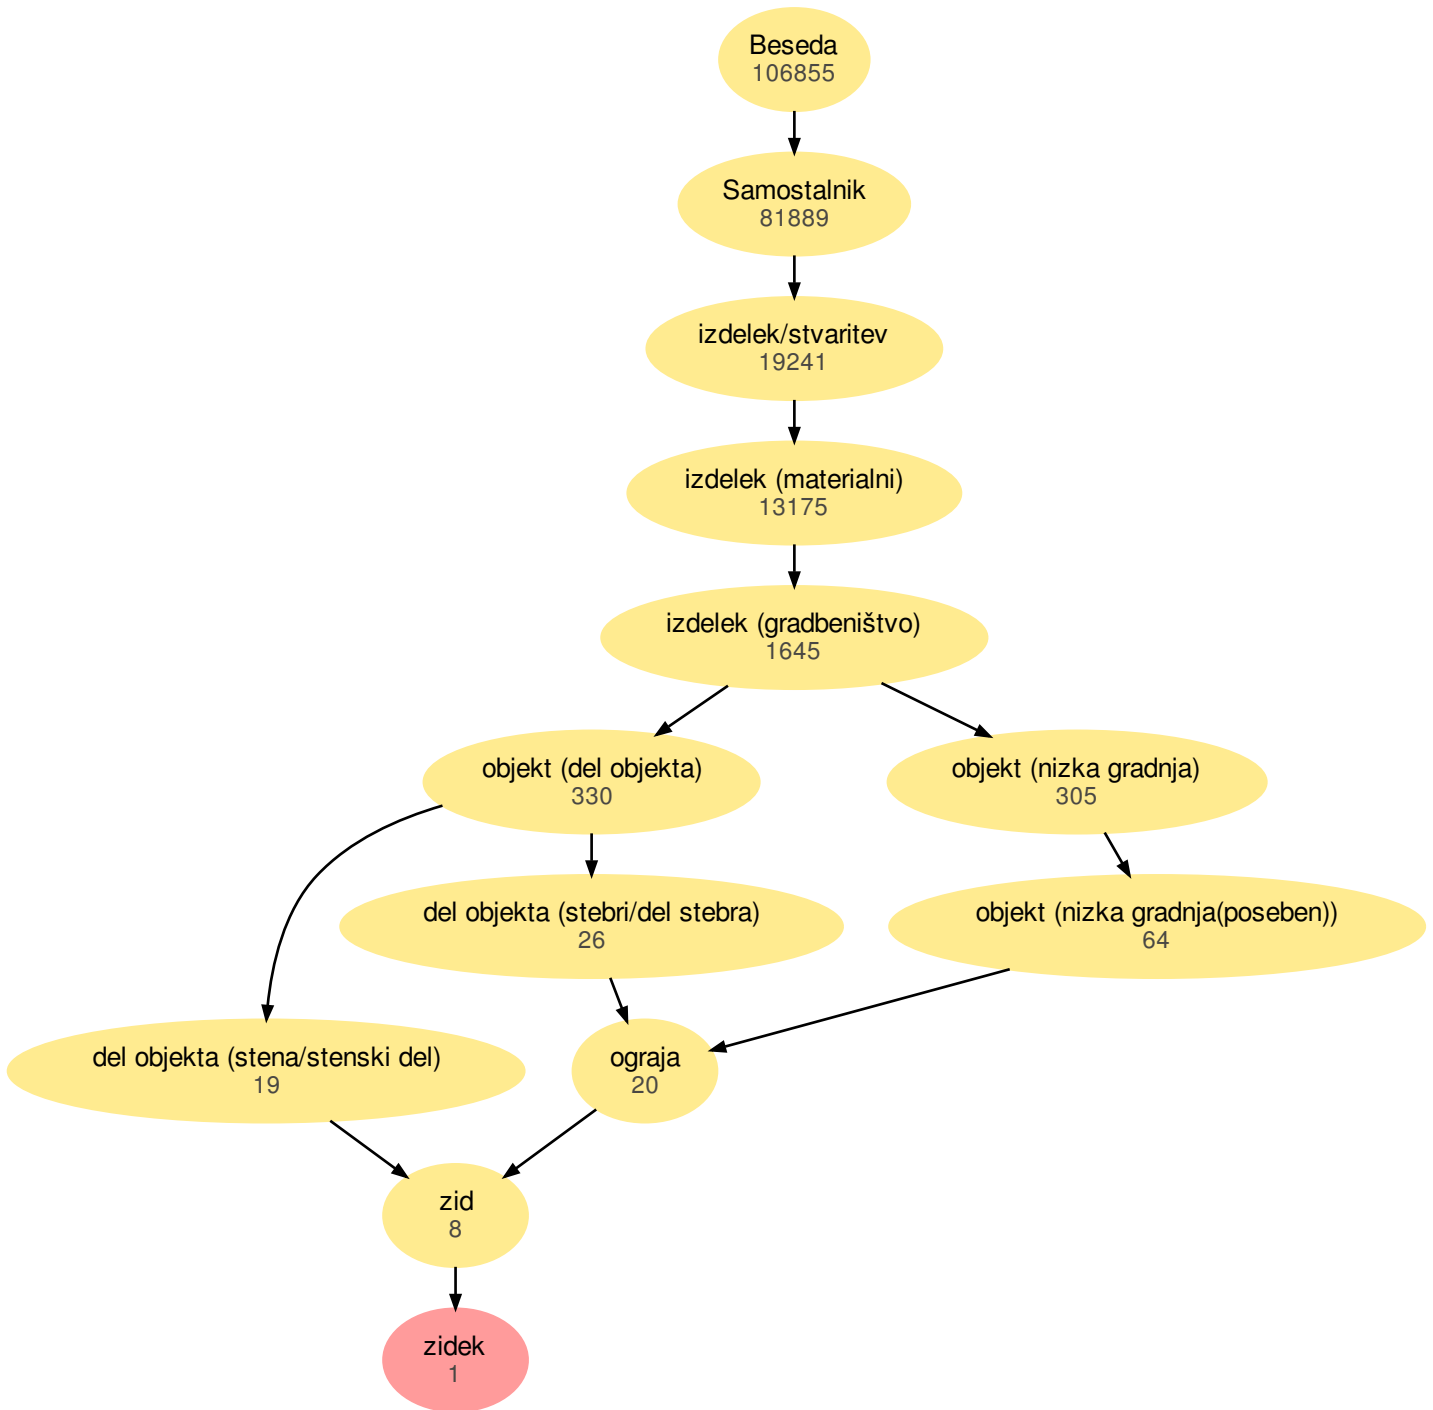 Beseda
106855
Samostalnik
81889
izdelek/stvaritev
19241
izdelek (materialni)
13175
izdelek (gradbeništvo)
1645
objekt (del objekta)
330
objekt (nizka gradnja)
305
del objekta (stebri/del stebra)
26
objekt (nizka gradnja(poseben))
64
del objekta (stena/stenski del)
19
ograja
20
zid
8
zidek
1